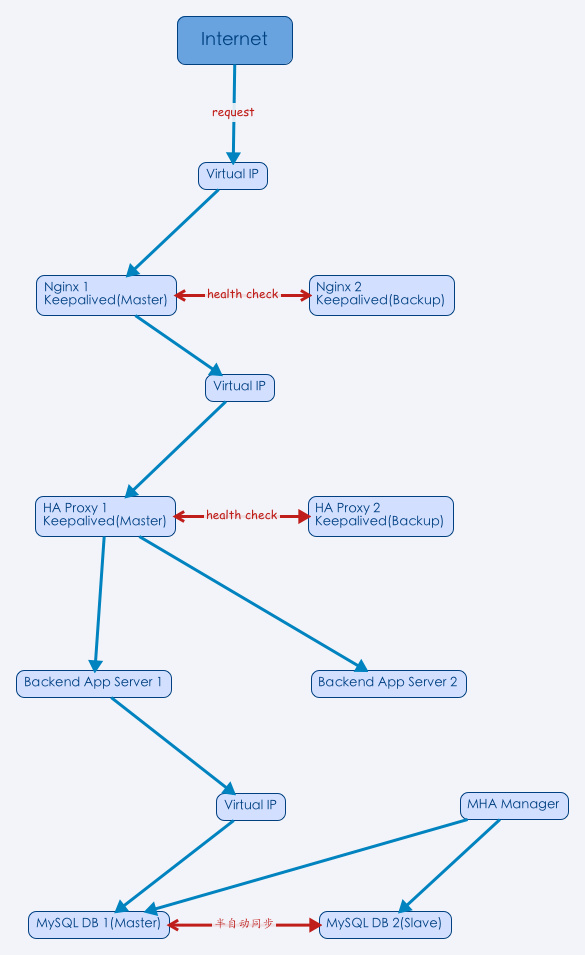 Internet
request
Virtual IP
Nginx 1
Keepalived(Master)
health check
Nginx 2
Keepalived(Backup)
Virtual IP
HA Proxy 1
Keepalived(Master)
health check
HA Proxy 2
Keepalived(Backup)
Backend App Server 1
Backend App Server 2
Virtual IP
MHA Manager
MySQL DB 1(Master)
半自动同步
MySQL DB 2(Slave)